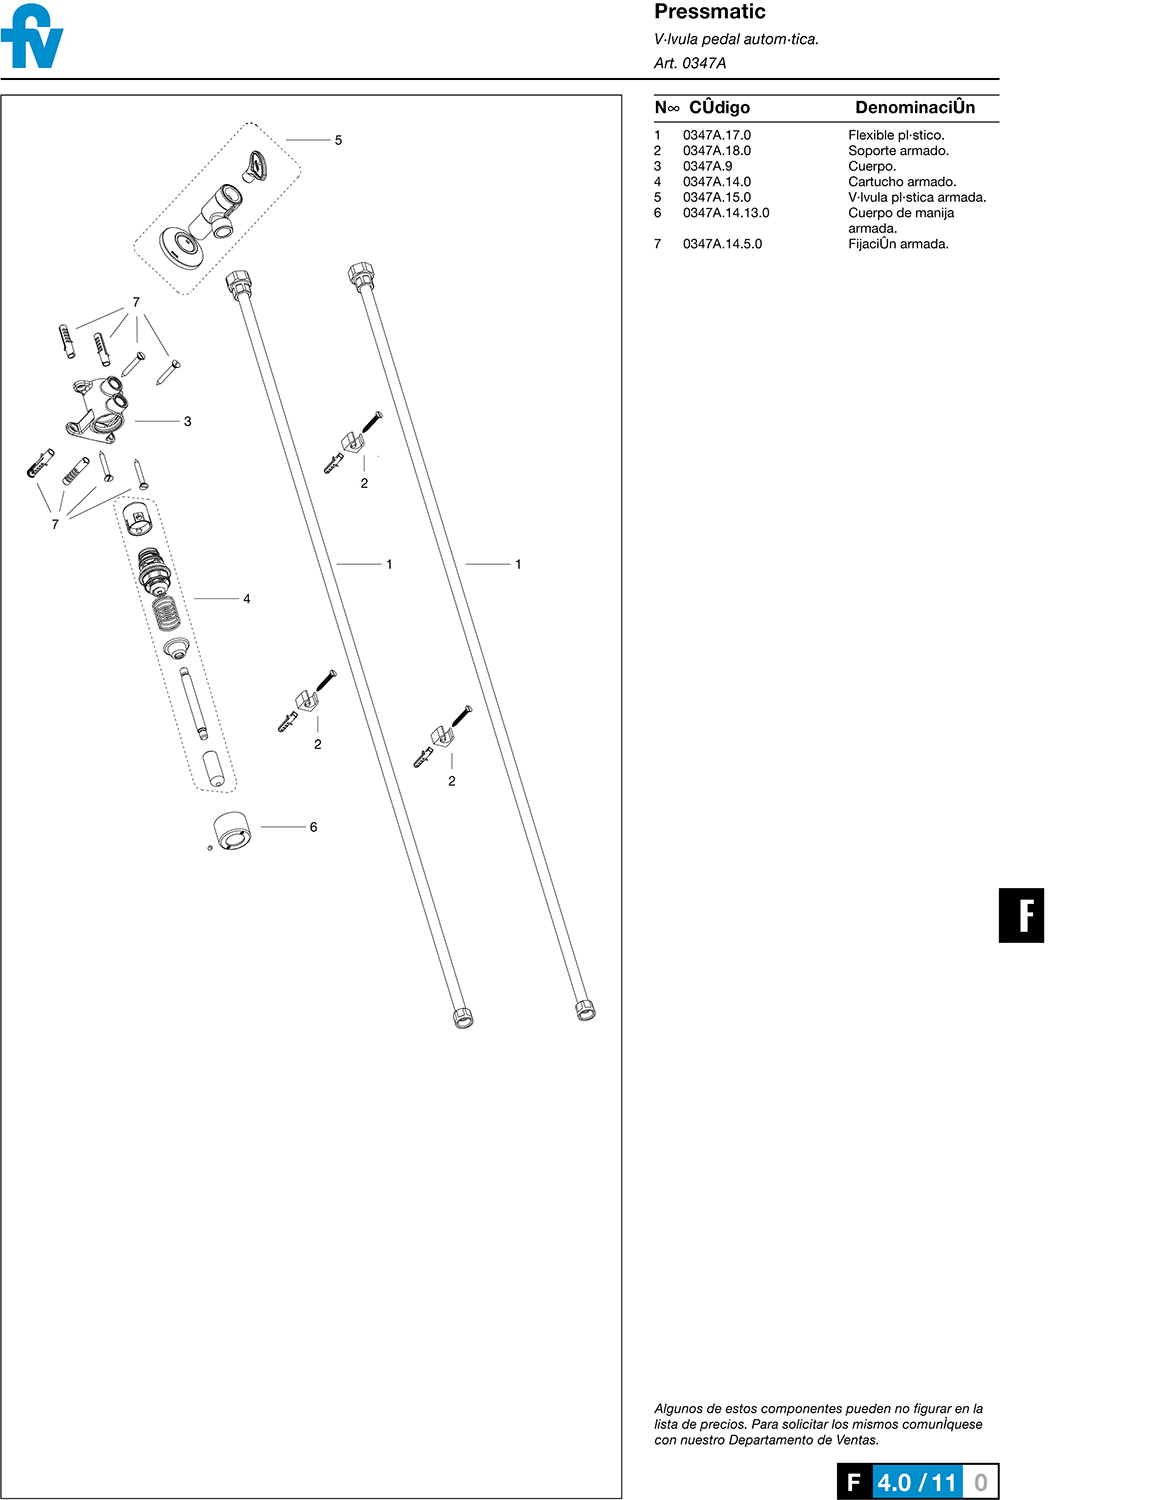 fv
Pressmatic
V·lvula pedal autom·tica.
Art. 0347A
N∞ CÛdigo DenominaciÛn
1 0347A.17.0 Flexible pl·stico.
2 0347A.18.0 Soporte armado.
3 0347A.9 Cuerpo.
4 0347A.14.0 Cartucho armado.
5 0347A.15.0 V·lvula pl·stica armada.
6 0347A.14.13.0 Cuerpo de manija
armada.
7 0347A.14.5.0 FijaciÛn armada.
5
7
3
2
7
1
1
4
2
2
6
F
Algunos de estos componentes pueden no figurar en la
lista de precios. Para solicitar los mismos comunÌquese
con nuestro Departamento de Ventas.
F 4.0 / 11 0